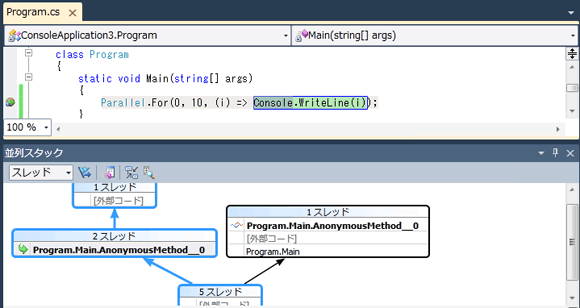 Program.cs
ConsoleApplication3.Program
Main(string[] args)
class Program
{
static void Main(string[] args)
{
Parallel.For(0, 10, (i) => Console.WriteLine(i));
}
100 %
並列スタック
スレッド
1 スレッド
[外部コード]
2 スレッド
Program.Main.AnonymousMethod__0
1 スレッド
Program.Main.AnonymousMethod__0
[外部コード]
Program.Main
5 スレッド
[外部コード]